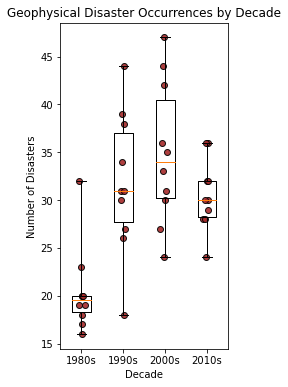 Geophysical Disaster Occurrences by Decade
45
40
35
30
25
20
15
Number of Disasters
1980s 1990s 2000s 2010s
Decade